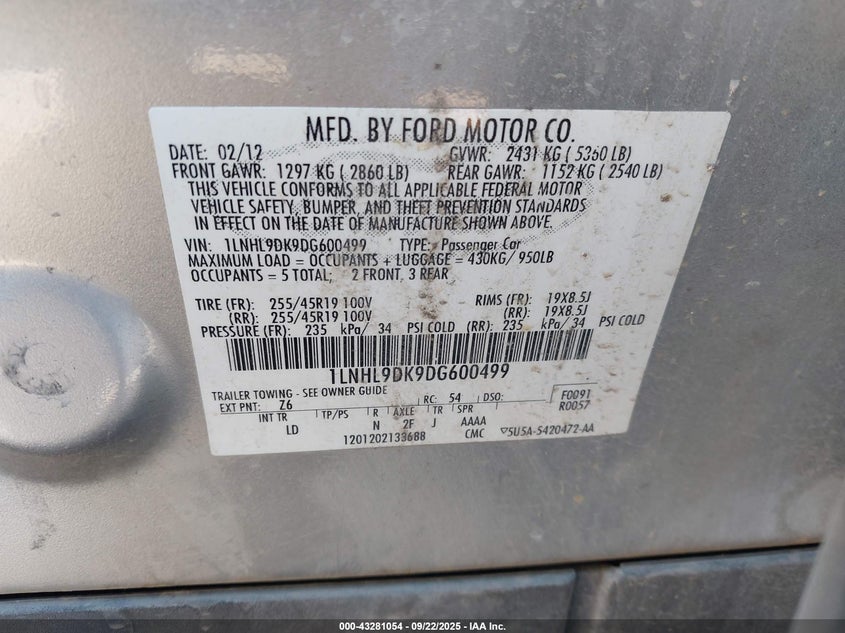 MFD. BY FORD MOTOR CO.
DATE: 02/12 GVWR: 2431 KG ( 5360 LB)
FRONT GAWR: 1297 KG ( 2860 LB) REAR GAWR: 1152 KG ( 2540 LB)
THIS VEHICLE CONFORMS TO ALL APPLICABLE FEDERAL MOTOR
VEHICLE SAFETY, BUMPER, AND THEFT PREVENTION STANDARDS
IN EFFECT ON THE DATE OF MANUFACTURE SHOWN ABOVE.
VIN: 1LNHL9DK9DG600499 TYPE: Passenger Car
MAXIMUM LOAD = OCCUPANTS + LUGGAGE = 430KG/ 950LB
OCCUPANTS = 5 TOTAL; 2 FRONT, 3 REAR
TIRE (FR): 255/45R19 100V RIMS (FR): 19X8.5J
(RR): 255/45R19 100V (RR): 19X8.5J
PRESSURE (FR): 235 kPa/ 34 PSI COLD (RR): 235 kPa/ 34 PSI COLD
1LNHL9DK9DG600499
TRAILER TOWING - SEE OWNER GUIDE
EXT PNT: Z6 RC: 54 DSO: F0091
R0057
INT TR TP/PS R AXLE TR SPR
LD N 2F J AAAA
1201202133688 CMC ▽5U5A-5420472-AA
000-43281054 - 09/22/2025 - IAA Inc.